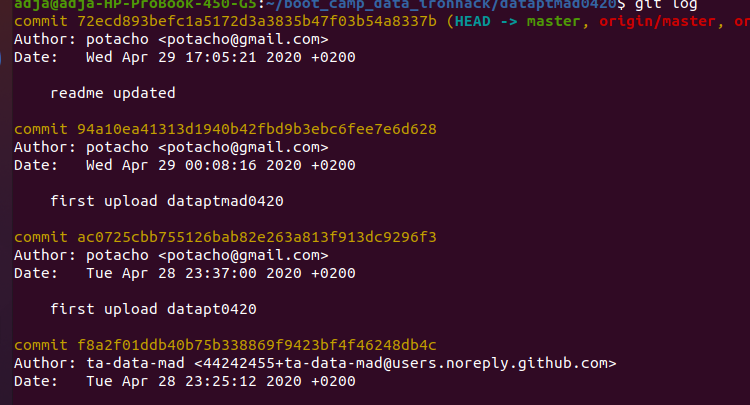 adja@adja-HP-ProBook-450-G5:~/boot_camp_data_ironhack/dataptmad0420$ git log
commit 72ecd893befc1a5172d3a3835b47f03b54a8337b (HEAD -> master, origin/master, or
Author: potacho <potacho@gmail.com>
Date:   Wed Apr 29 17:05:21 2020 +0200
readme updated
commit 94a10ea41313d1940b42fbd9b3ebc6fee7e6d628
Author: potacho <potacho@gmail.com>
Date:   Wed Apr 29 00:08:16 2020 +0200
first upload dataptmad0420
commit ac0725cbb755126bab82e263a813f913dc9296f3
Author: potacho <potacho@gmail.com>
Date:   Tue Apr 28 23:37:00 2020 +0200
first upload datapt0420
commit f8a2f01ddb40b75b338869f9423bf4f46248db4c
Author: ta-data-mad <44242455+ta-data-mad@users.noreply.github.com>
Date:   Tue Apr 28 23:25:12 2020 +0200